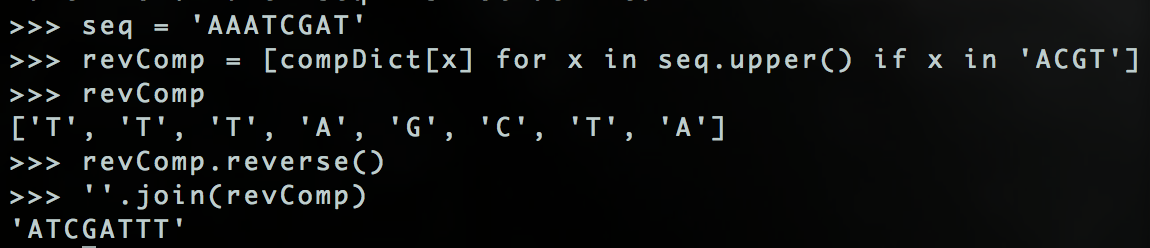 >>> seq = 'AAATCGAT'
>>> revComp = [compDict[x] for x in seq.upper() if x in 'ACGT']
>>> revComp
['T', 'T', 'T', 'A', 'G', 'C', 'T', 'A']
>>> revComp.reverse()
>>> ''.join(revComp)
'ATCGATTT'